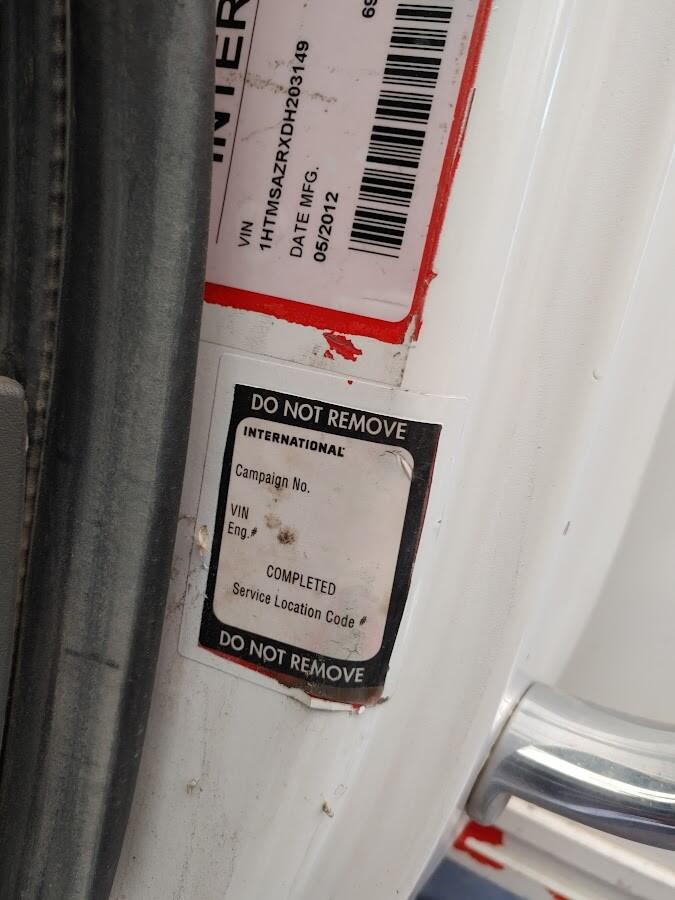 INTER
VIN
1HTMSAZRXDH203149
DATE MFG.
05/2012
69
DO NOT REMOVE
INTERNATIONAL
Campaign No.
VIN
Eng.#
COMPLETED
Service Location Code #
DO NOT REMOVE